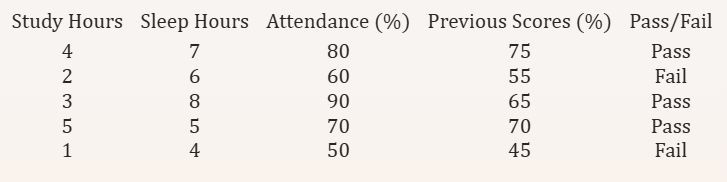 Study Hours Sleep Hours Attendance (%) Previous Scores (%) Pass/Fail
4 7 80 75 Pass
2 6 60 55 Fail
3 8 90 65 Pass
5 5 70 70 Pass
1 4 50 45 Fail